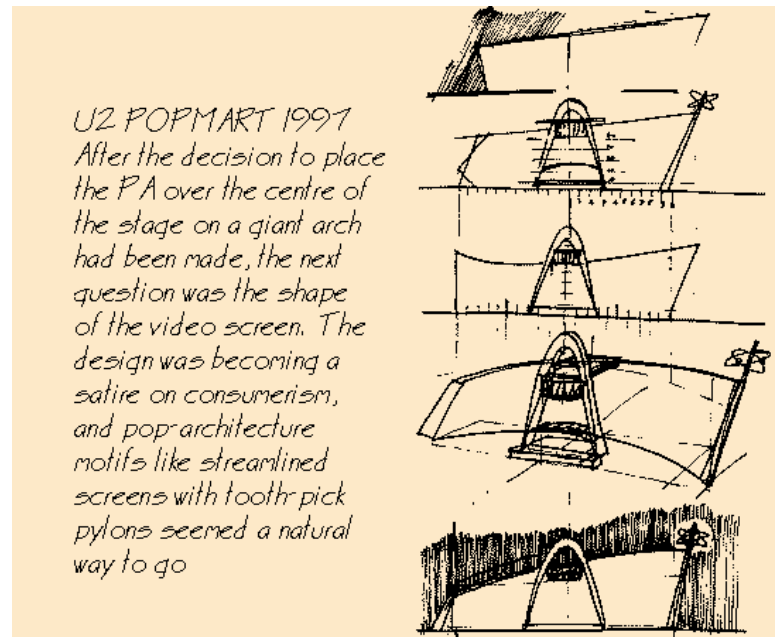 U2 POPMART 1997
After the decision to place
the PA over the centre of
the stage on a giant arch
had been made, the next
question was the shape
of the video screen. The
design was becoming a
satire on consumerism,
and pop-architecture
motifs like streamlined
screens with tooth-pick
pylons seemed a natural
way to go